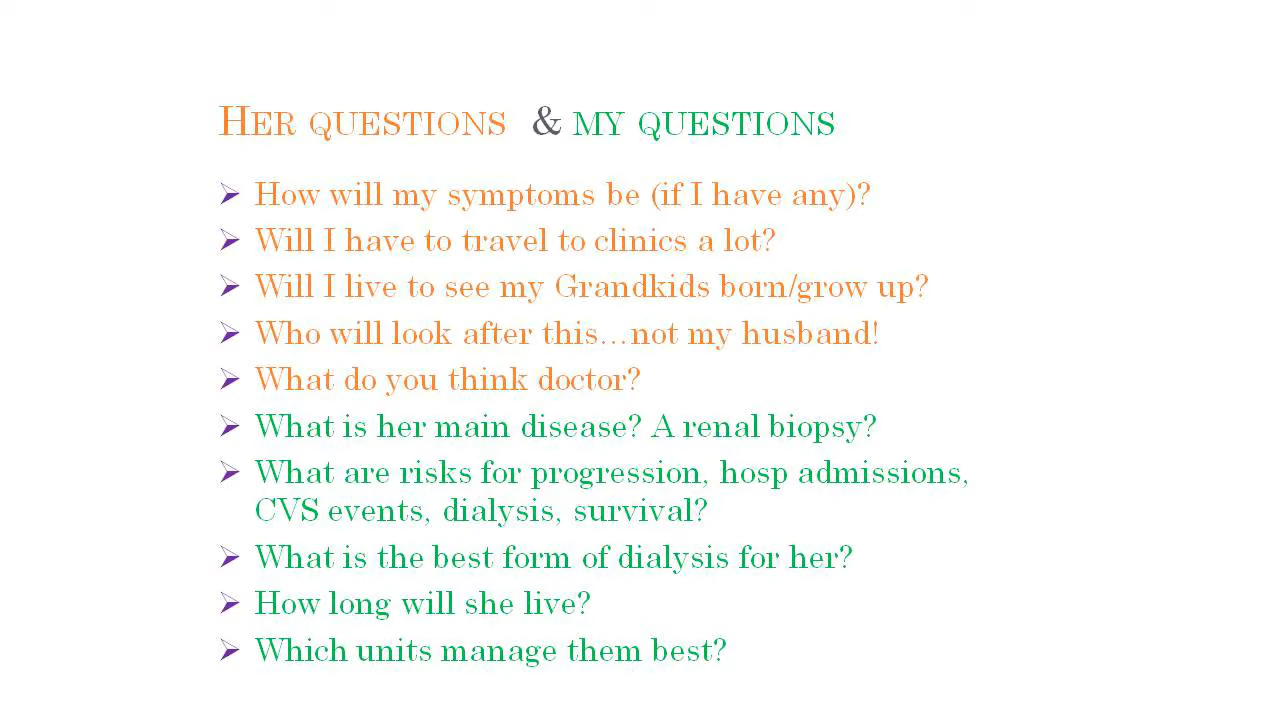 Her questions & my questions
How will my symptoms be (if I have any)?
Will I have to travel to clinics a lot?
Will I live to see my Grandkids born/grow up?
Who will look after this...not my husband!
What do you think doctor?
What is her main disease? A renal biopsy?
What are risks for progression, hosp admissions,
CVS events, dialysis, survival?
What is the best form of dialysis for her?
How long will she live?
Which units manage them best?